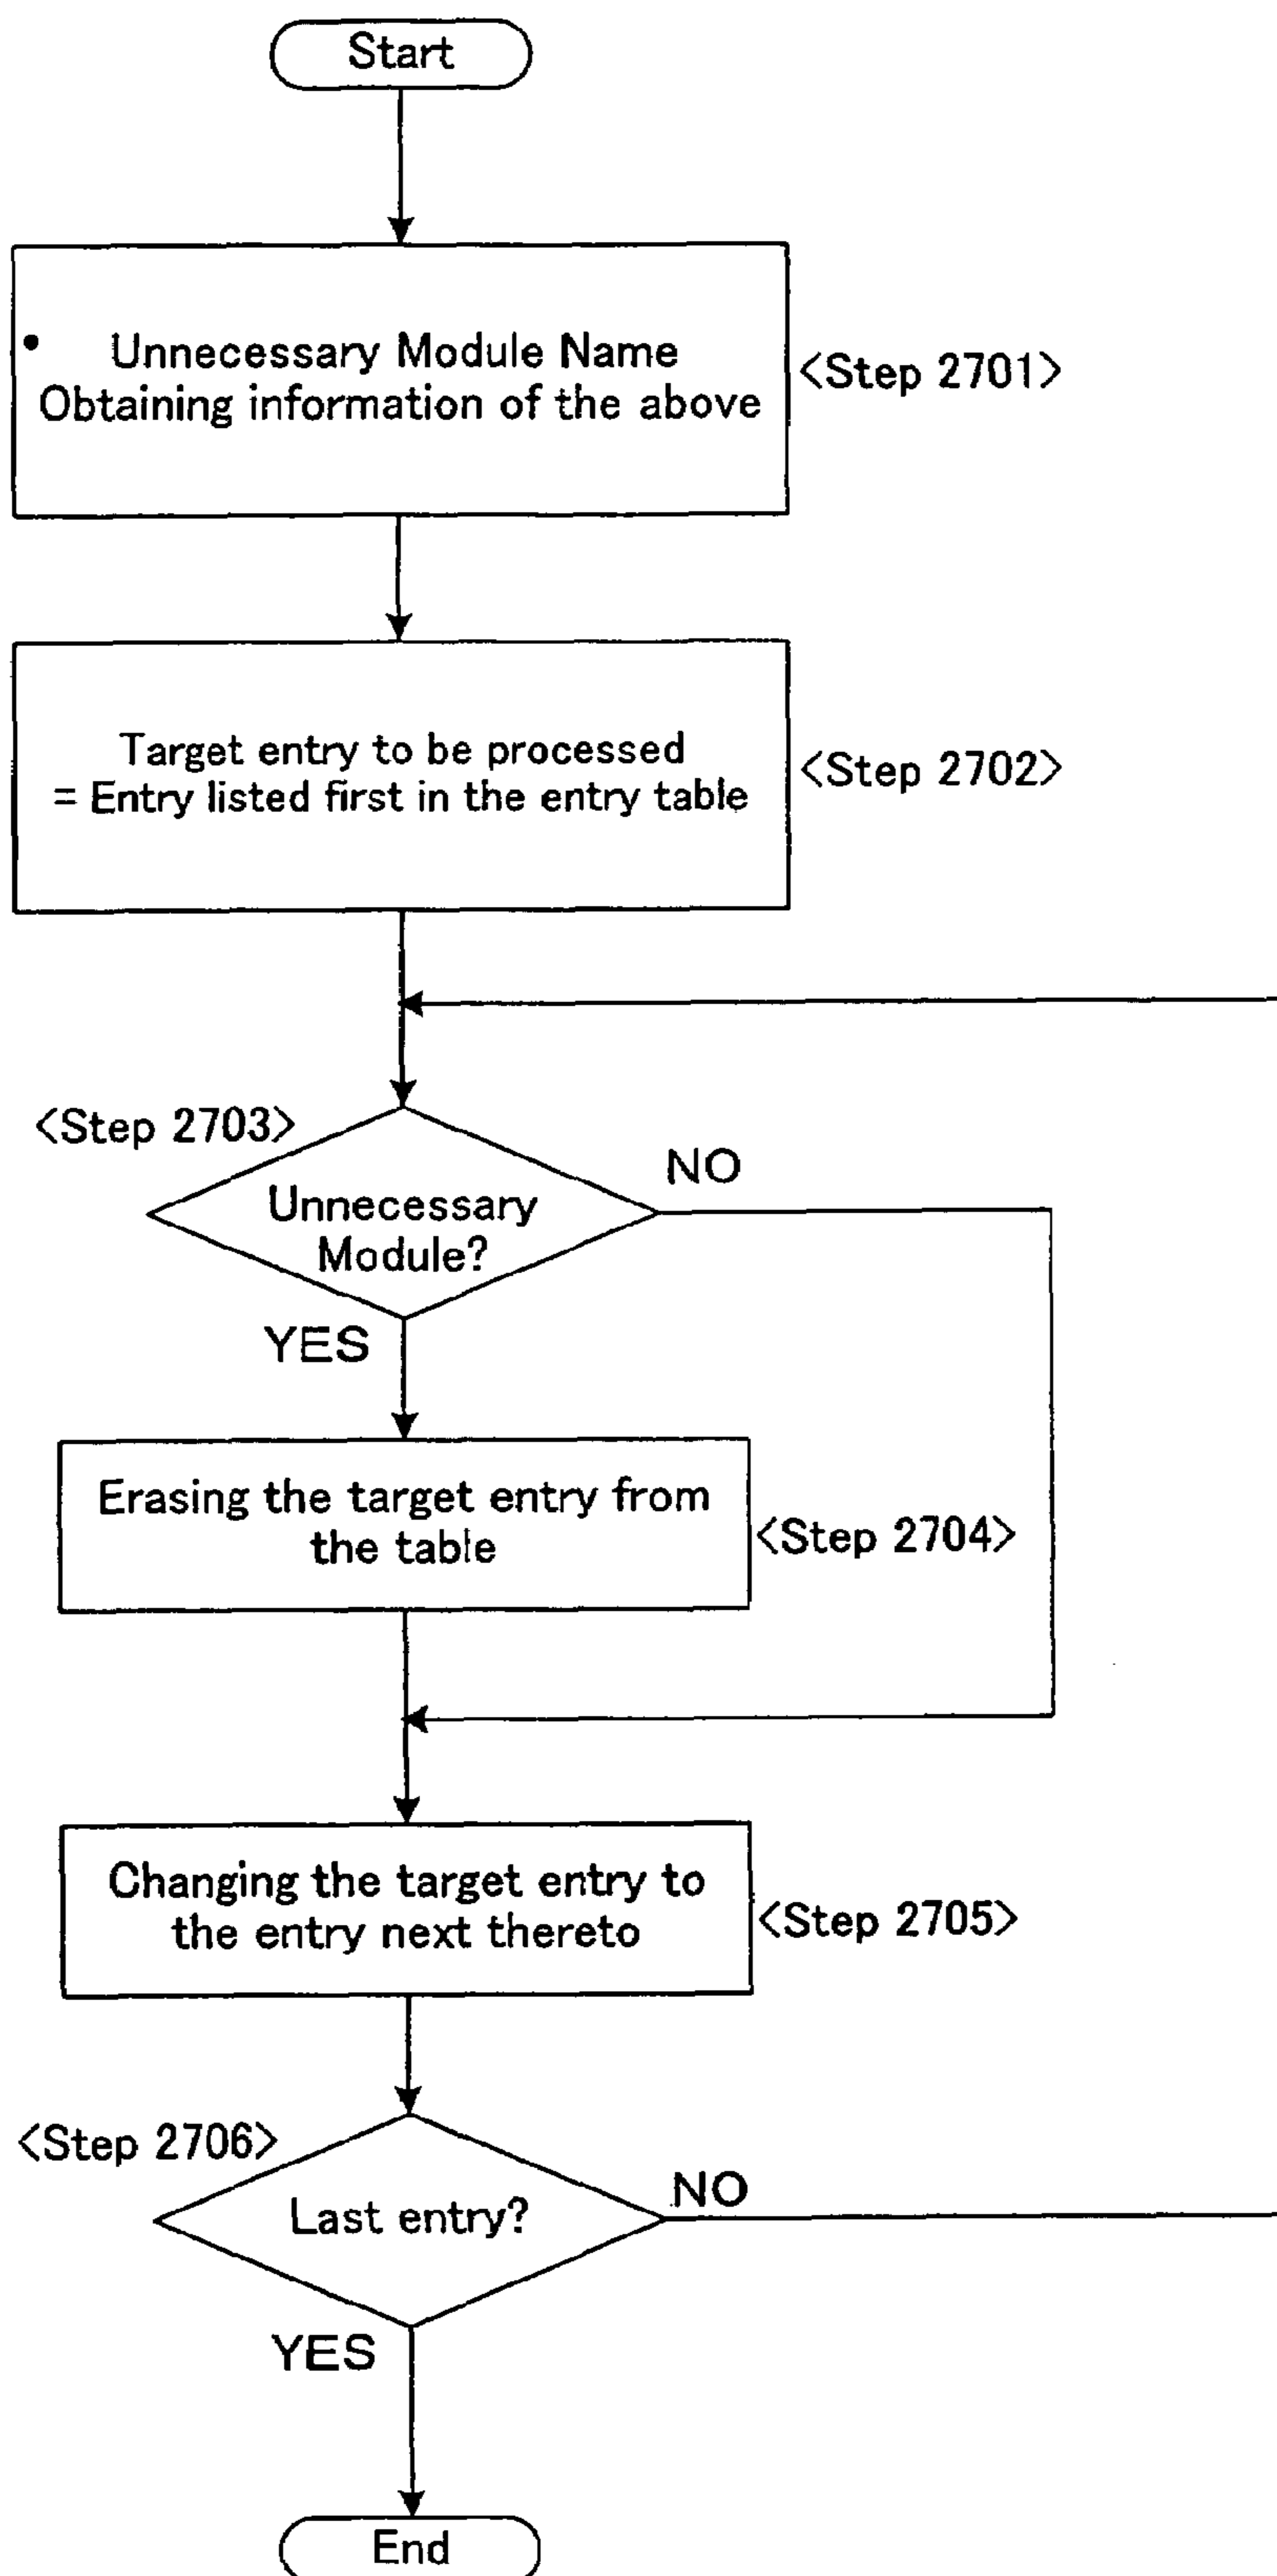 Start
• Unnecessary Module Name
Obtaining information of the above
<Step 2701>
Target entry to be processed
= Entry listed first in the entry table
<Step 2702>
<Step 2703>
Unnecessary
Module?
NO
YES
Erasing the target entry from
the table
<Step 2704>
Changing the target entry to
the entry next thereto
<Step 2705>
<Step 2706>
Last entry?
NO
YES
End